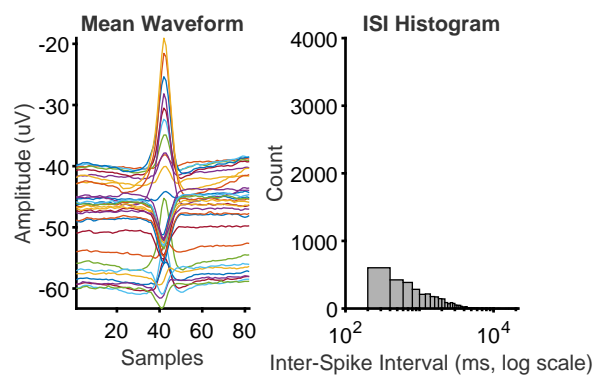 Mean Waveform
Amplitude (uV)
-20
-30
-40
-50
-60
20 40 60 80
Samples
ISI Histogram
Count
4000
3000
2000
1000
0
10² 10⁴
Inter-Spike Interval (ms, log scale)